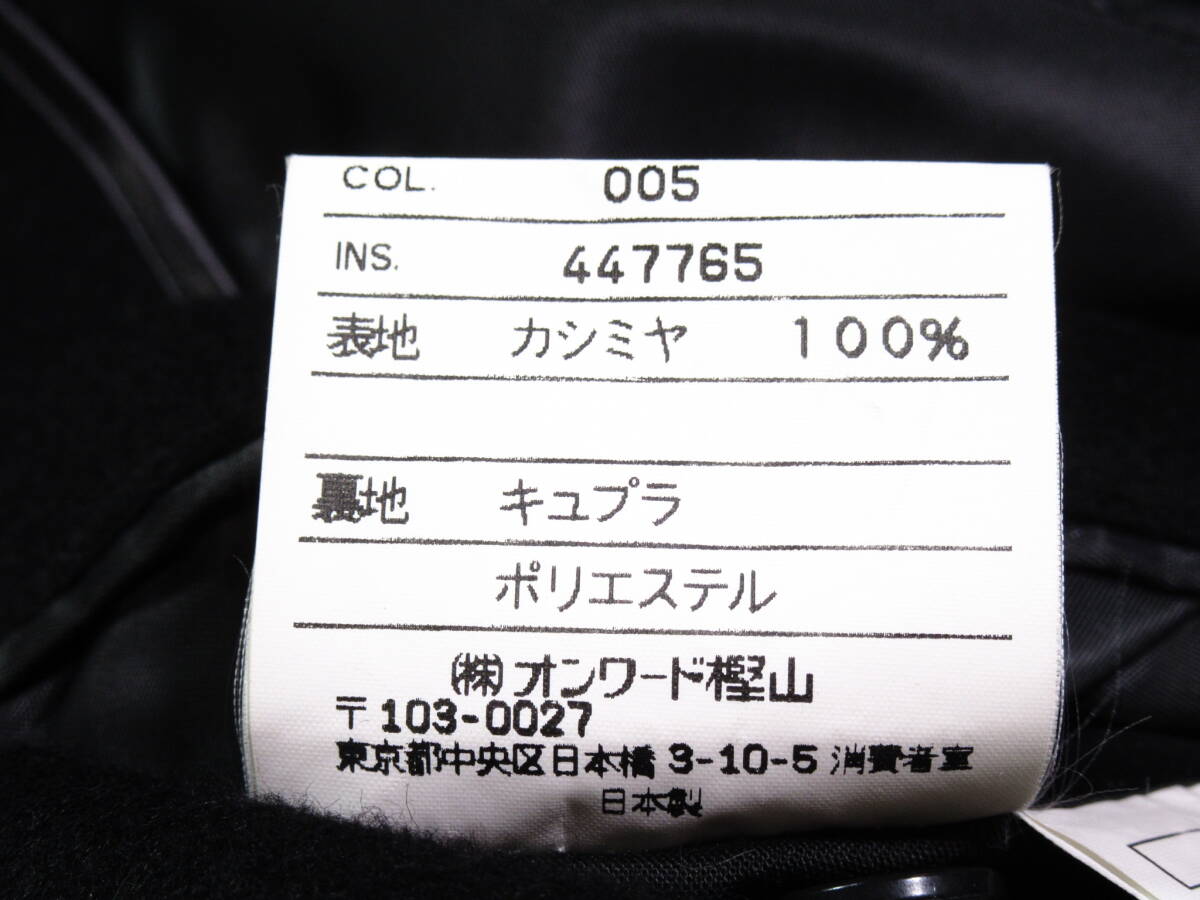 COL. 005
INS. 447765
表地 カシミヤ 100%
裏地 キュプラ
ポリエステル
(株)オンワード樫山
〒103-0027
東京都中央区日本橋3-10-5 消費者室
日本製